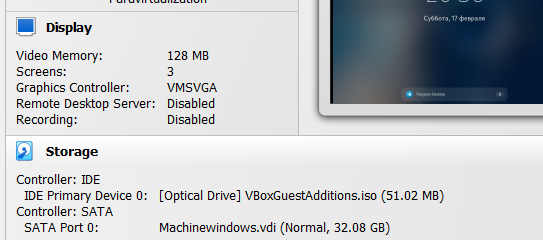 Paravirtualization
Display
Video Memory: 128 MB
Screens: 3
Graphics Controller: VMSVGA
Remote Desktop Server: Disabled
Recording: Disabled
Суббота, 17 февраля
Telegram Desktop
Storage
Controller: IDE
IDE Primary Device 0: [Optical Drive] VBoxGuestAdditions.iso (51.02 MB)
Controller: SATA
SATA Port 0: Machinewindows.vdi (Normal, 32.08 GB)